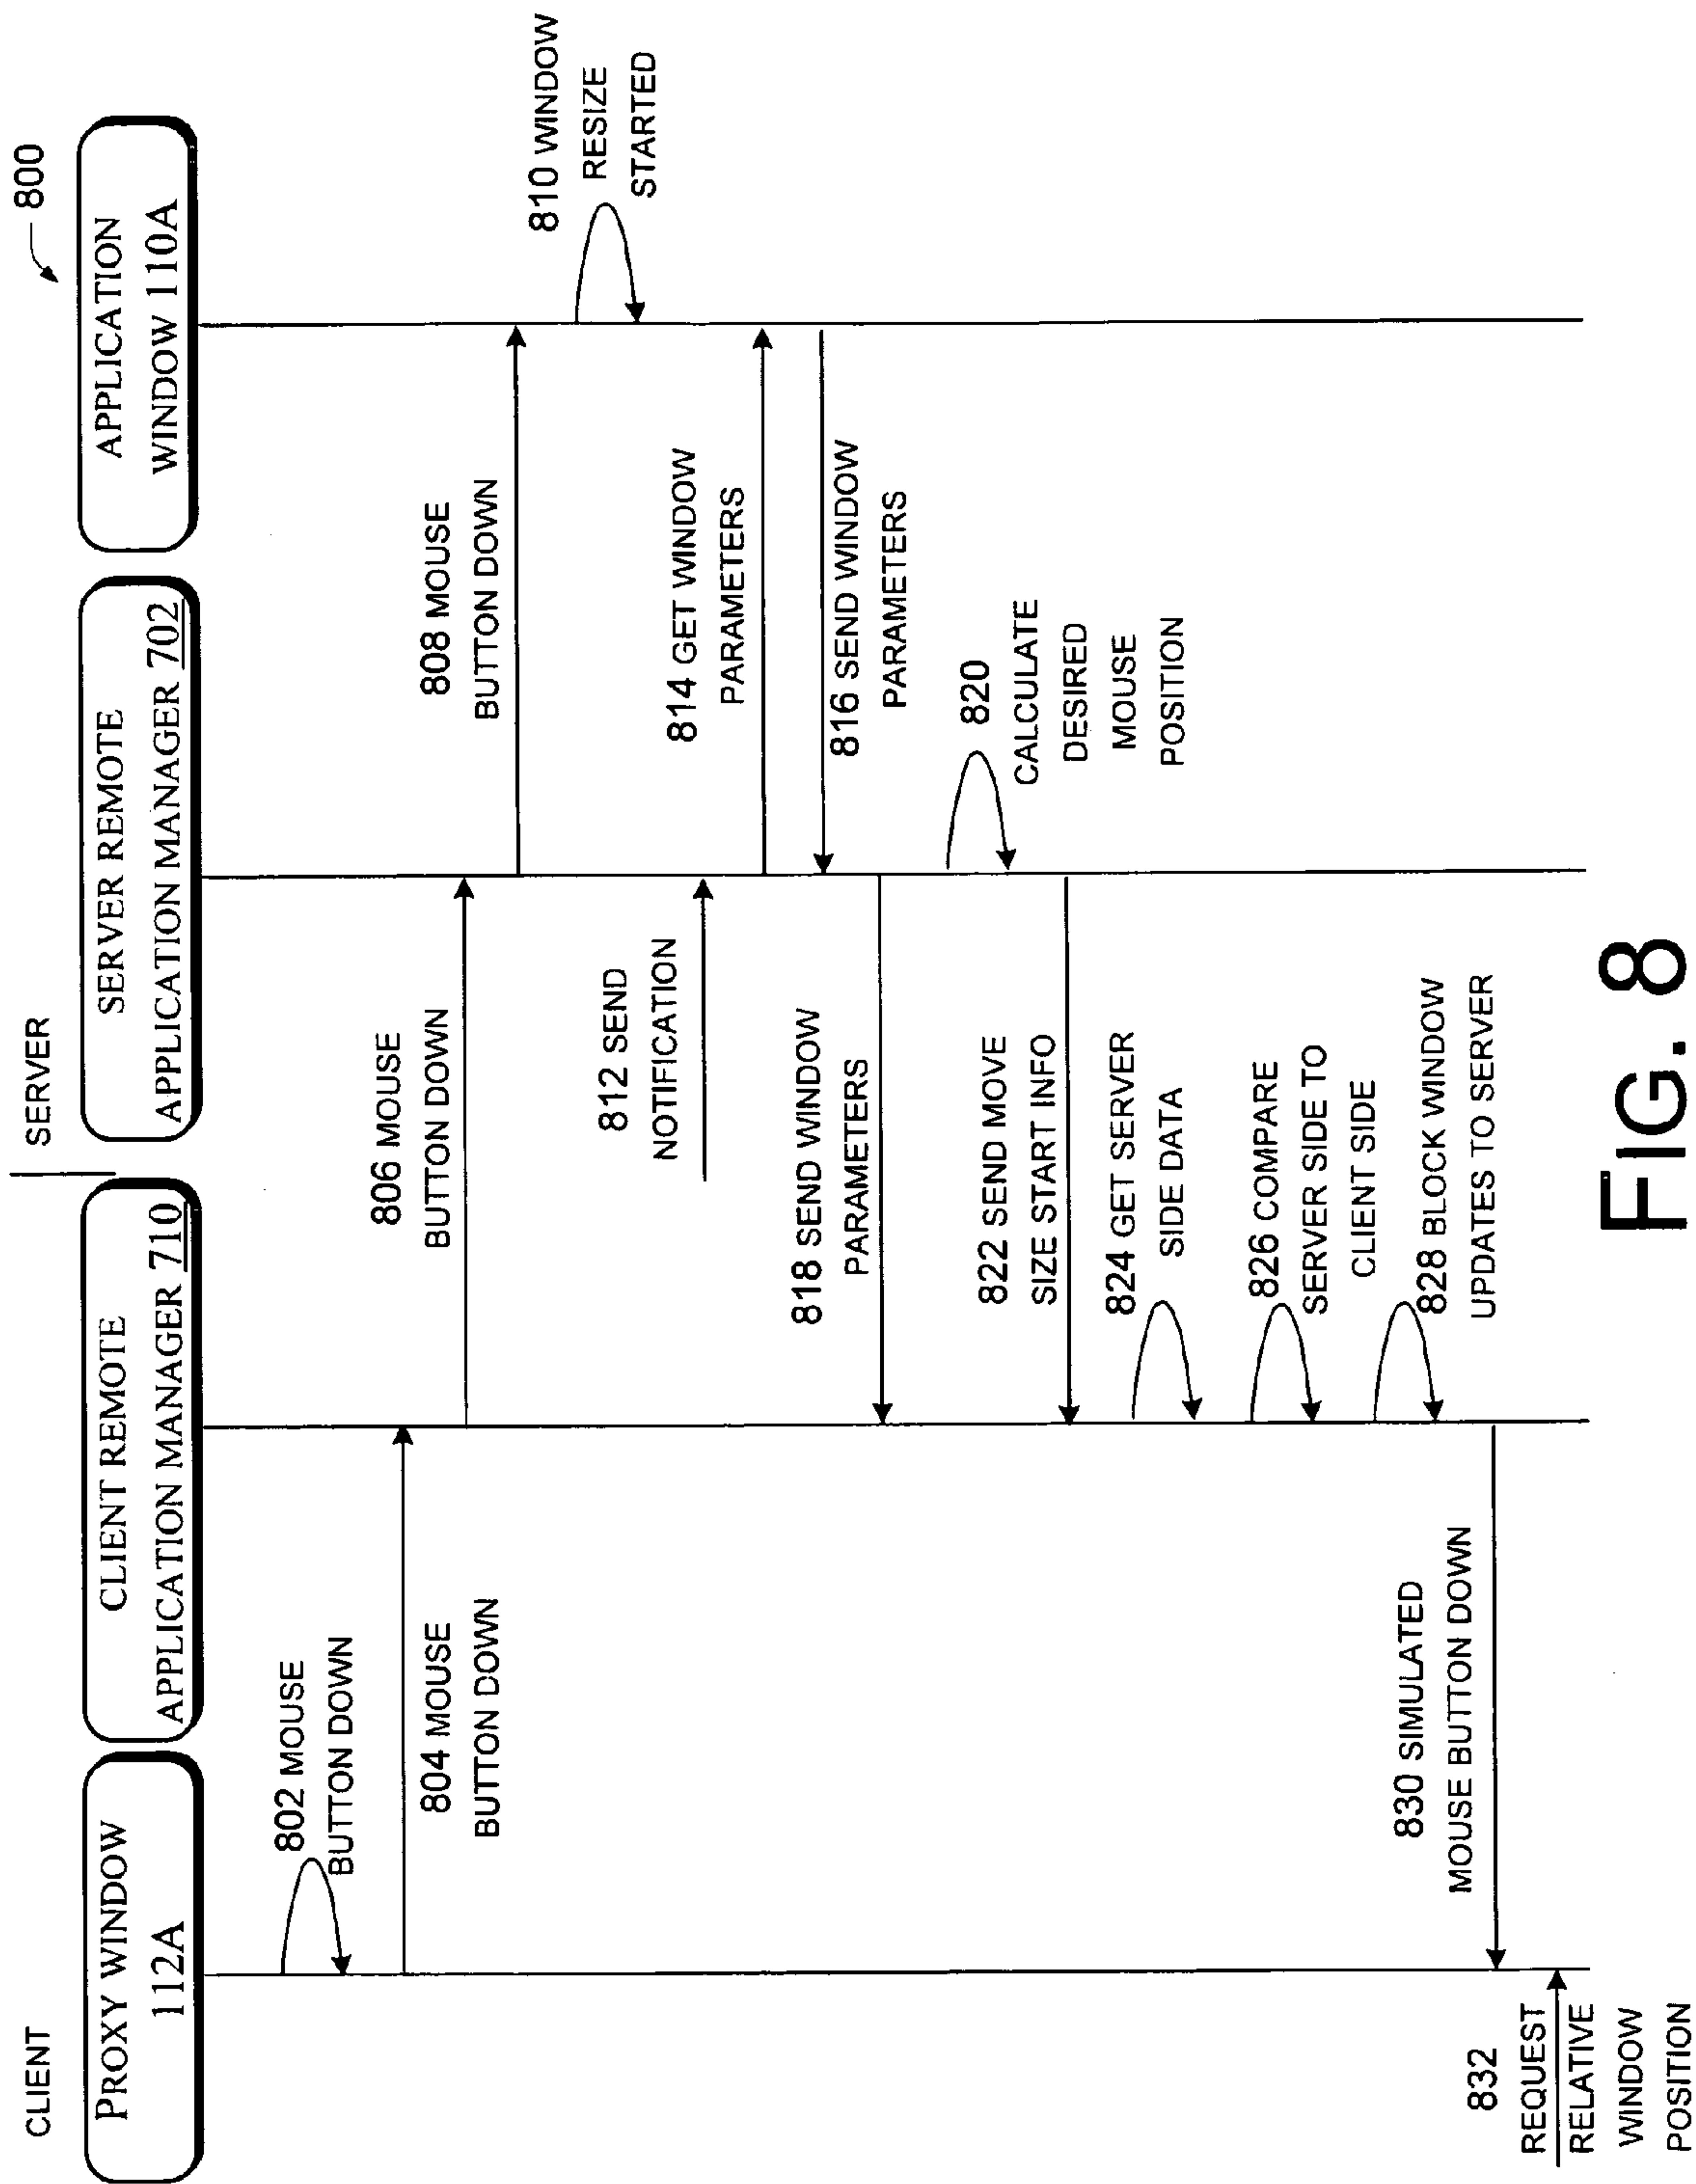 CLIENT
SERVER
800
PROXY WINDOW
112A
CLIENT REMOTE
APPLICATION MANAGER 710
SERVER REMOTE
APPLICATION MANAGER 702
APPLICATION
WINDOW 110A
802 MOUSE
BUTTON DOWN
804 MOUSE
BUTTON DOWN
806 MOUSE
BUTTON DOWN
808 MOUSE
BUTTON DOWN
810 WINDOW
RESIZE
STARTED
812 SEND
NOTIFICATION
814 GET WINDOW
PARAMETERS
816 SEND WINDOW
PARAMETERS
818 SEND WINDOW
PARAMETERS
820
CALCULATE
DESIRED
MOUSE
POSITION
822 SEND MOVE
SIZE START INFO
824 GET SERVER
SIDE DATA
826 COMPARE
SERVER SIDE TO
CLIENT SIDE
828 BLOCK WINDOW
UPDATES TO SERVER
830 SIMULATED
MOUSE BUTTON DOWN
832
REQUEST
RELATIVE
WINDOW
POSITION
FIG. 8